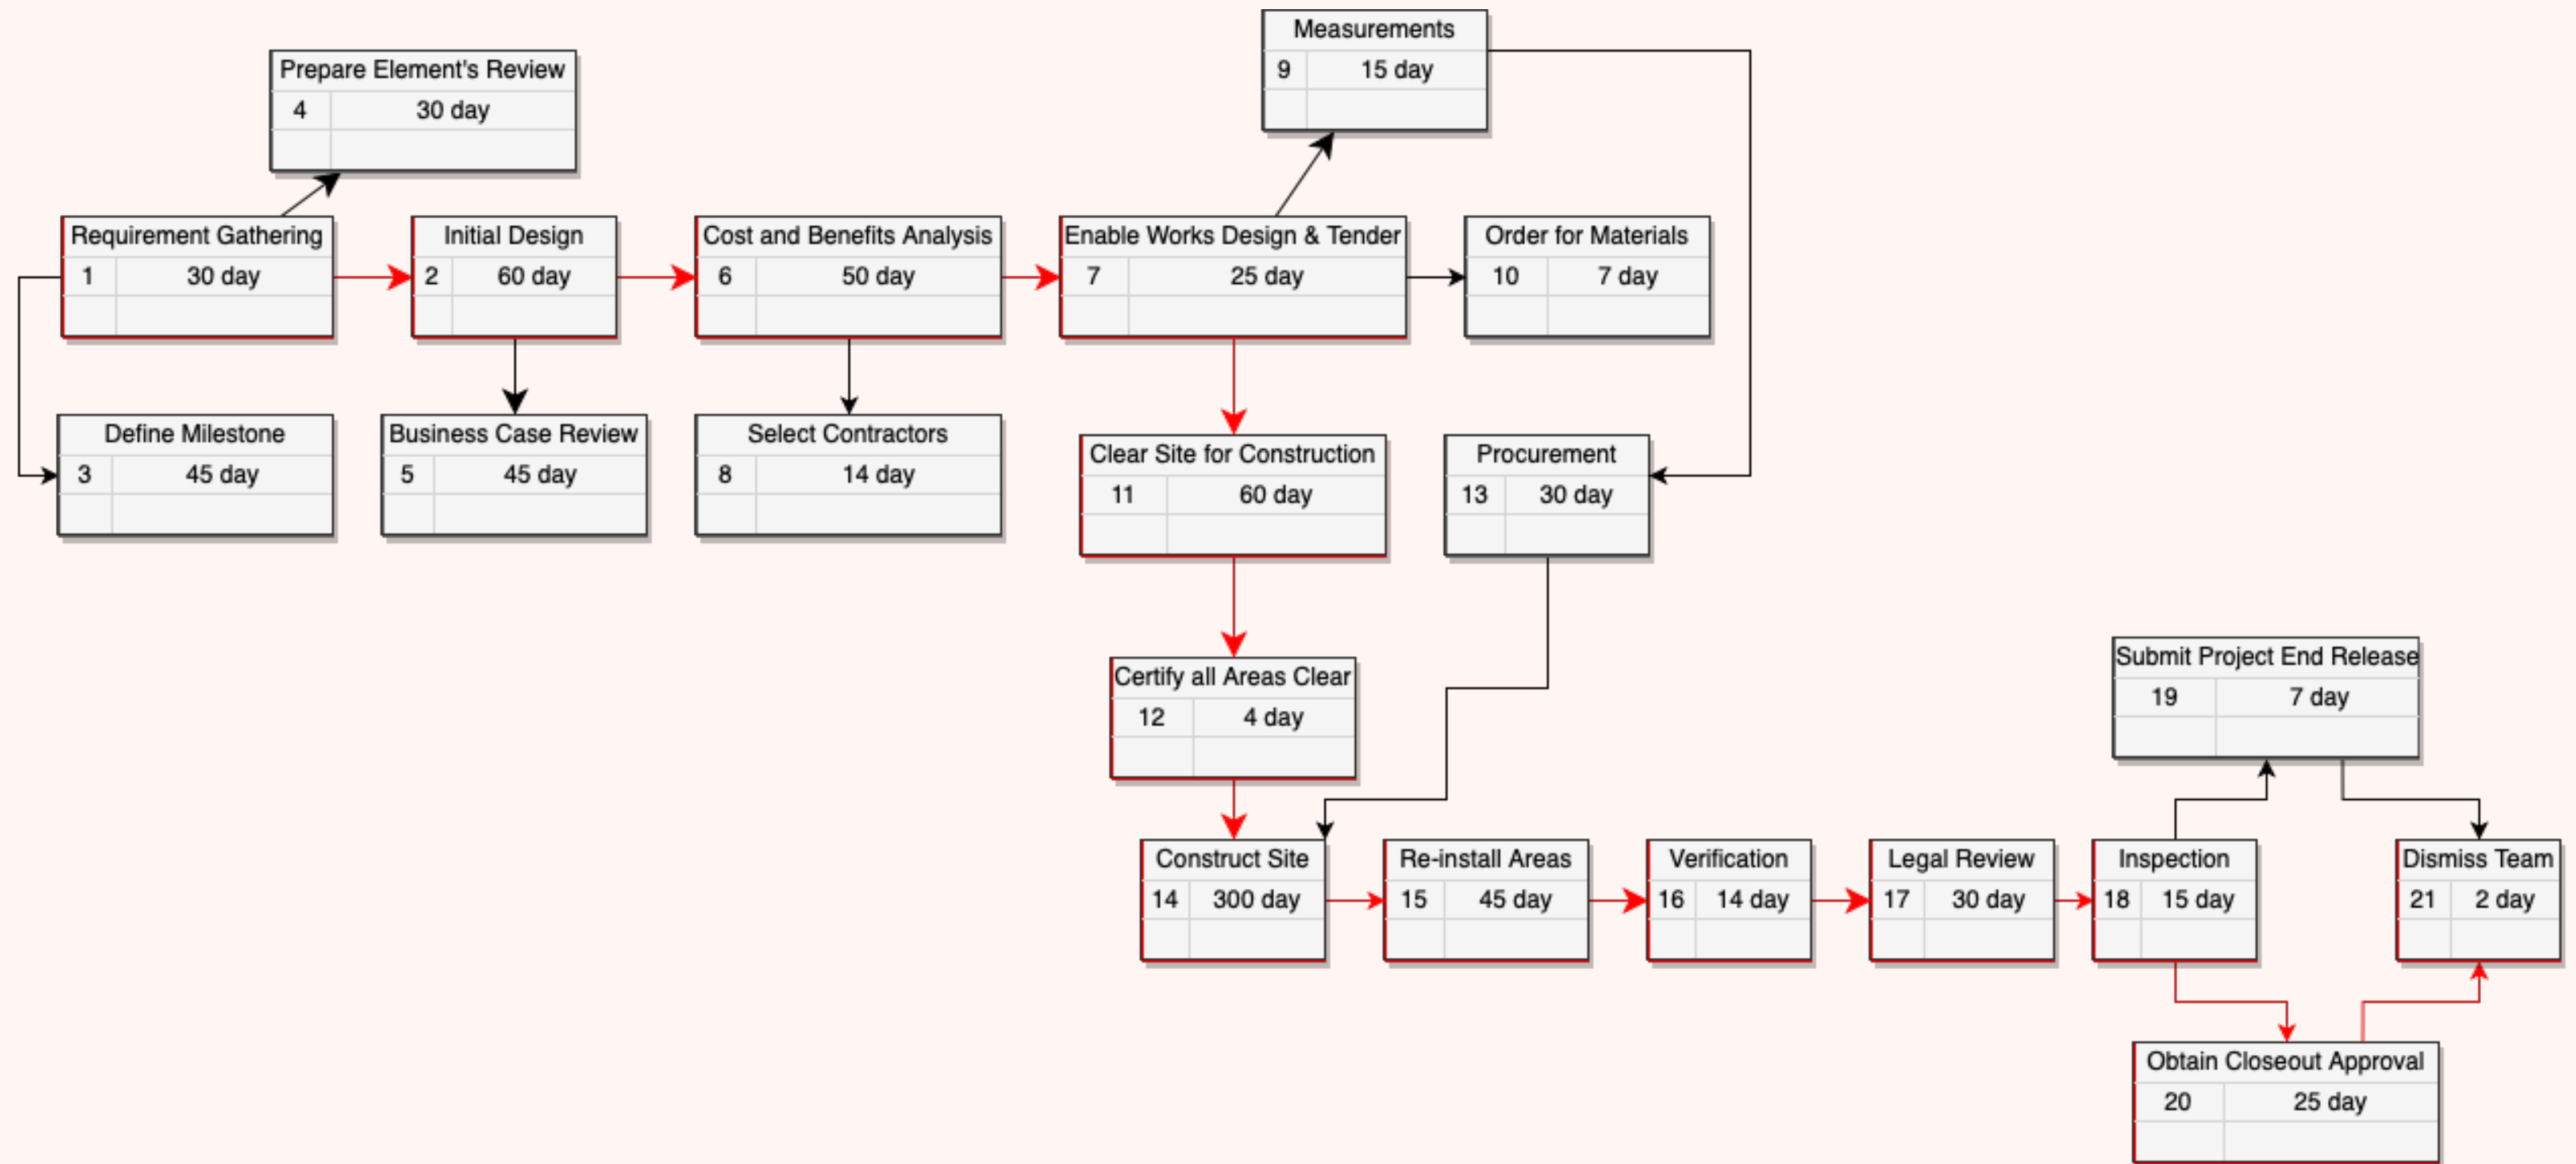 Measurements
9 15 day
Prepare Element's Review
4 30 day
Requirement Gathering
1 30 day
Initial Design
2 60 day
Cost and Benefits Analysis
6 50 day
Enable Works Design & Tender
7 25 day
Order for Materials
10 7 day
Define Milestone
3 45 day
Business Case Review
5 45 day
Select Contractors
8 14 day
Clear Site for Construction
11 60 day
Procurement
13 30 day
Certify all Areas Clear
12 4 day
Submit Project End Release
19 7 day
Construct Site
14 300 day
Re-install Areas
15 45 day
Verification
16 14 day
Legal Review
17 30 day
Inspection
18 15 day
Dismiss Team
21 2 day
Obtain Closeout Approval
20 25 day